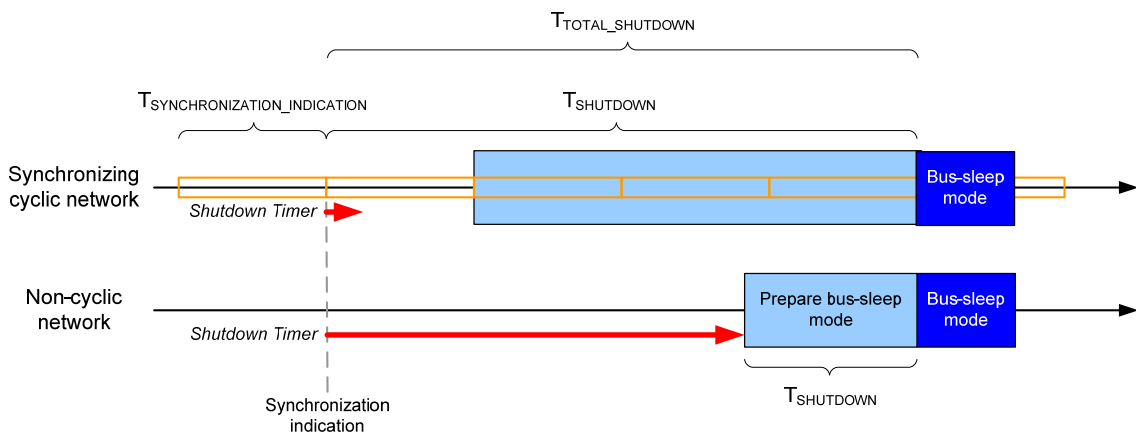 TTOTAL_SHUTDOWN
TSYNCHRONIZATION_INDICATION
TSHUTDOWN
Synchronizing
cyclic network
Bus-sleep
mode
Shutdown Timer
Non-cyclic
network
Prepare bus-sleep
mode
Bus-sleep
mode
Shutdown Timer
TSHUTDOWN
Synchronization
indication